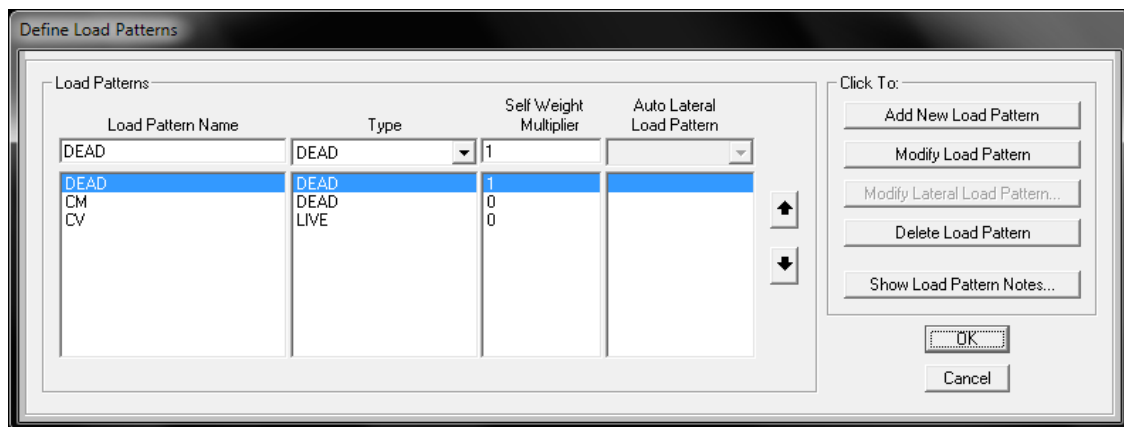 Define Load Patterns
Load Patterns
Load Pattern Name
Type
Self Weight
Multiplier
Auto Lateral
Load Pattern
DEAD DEAD 1
DEAD DEAD 1
CM DEAD 0
CV LIVE 0
Click To:
Add New Load Pattern
Modify Load Pattern
Modify Lateral Load Pattern...
Delete Load Pattern
Show Load Pattern Notes...
OK
Cancel